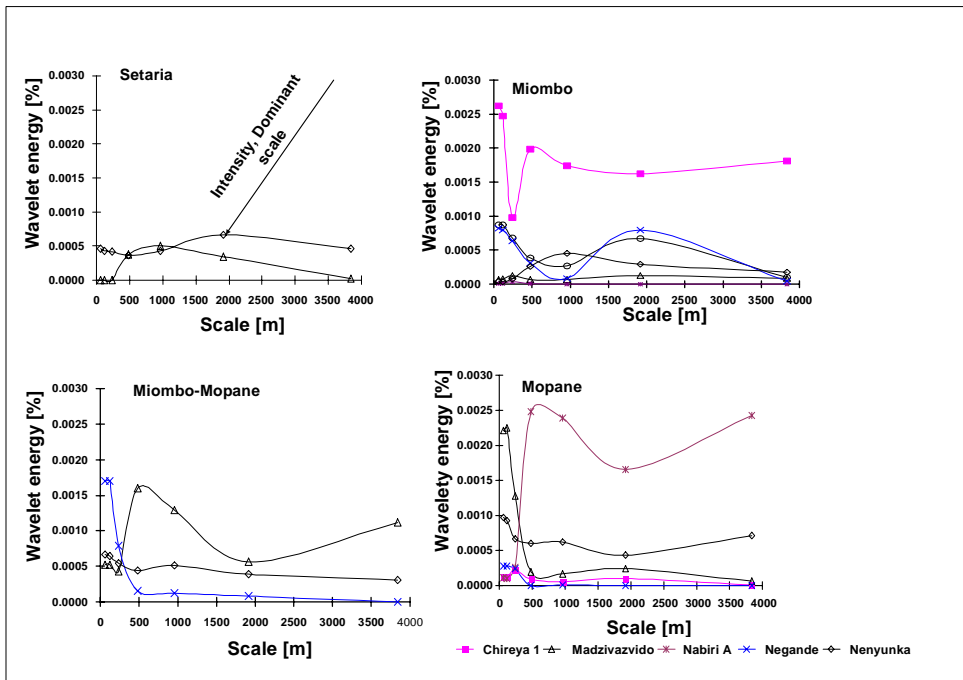 Setaria
Wavelet energy [%]
0.0030
0.0025
0.0020
0.0015
0.0010
0.0005
0.0000
Intensity, Dominant
scale
0 500 1000 1500 2000 2500 3000 3500 4000
Scale [m]
Miombo
Wavelet energy [%]
0.0030
0.0025
0.0020
0.0015
0.0010
0.0005
0.0000
0 500 1000 1500 2000 2500 3000 3500 4000
Scale [m]
Miombo-Mopane
Wavelet energy [%]
0.0030
0.0025
0.0020
0.0015
0.0010
0.0005
0.0000
0 500 1000 1500 2000 2500 3000 3500 4000
Scale [m]
Mopane
Wavelety energy [%]
0.0030
0.0025
0.0020
0.0015
0.0010
0.0005
0.0000
0 500 1000 1500 2000 2500 3000 3500 4000
Scale [m]
Chireya 1 Madzivazvido Nabiri A Negande Nenyunka